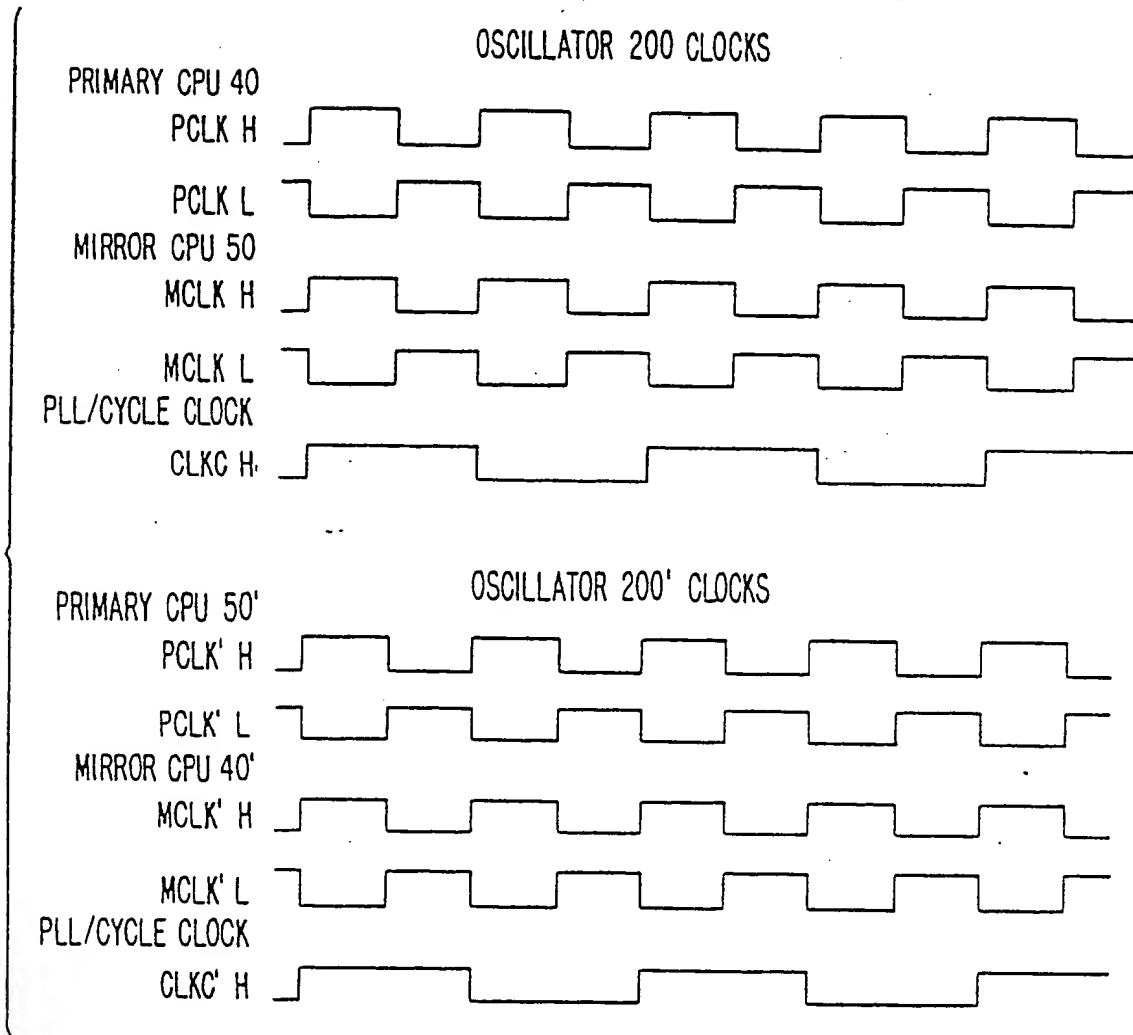 OSCILLATOR 200 CLOCKS
PRIMARY CPU 40
PCLK H
PCLK L
MIRROR CPU 50
MCLK H
MCLK L
PLL/CYCLE CLOCK
CLKC H
OSCILLATOR 200' CLOCKS
PRIMARY CPU 50'
PCLK' H
PCLK' L
MIRROR CPU 40'
MCLK' H
MCLK' L
PLL/CYCLE CLOCK
CLKC' H